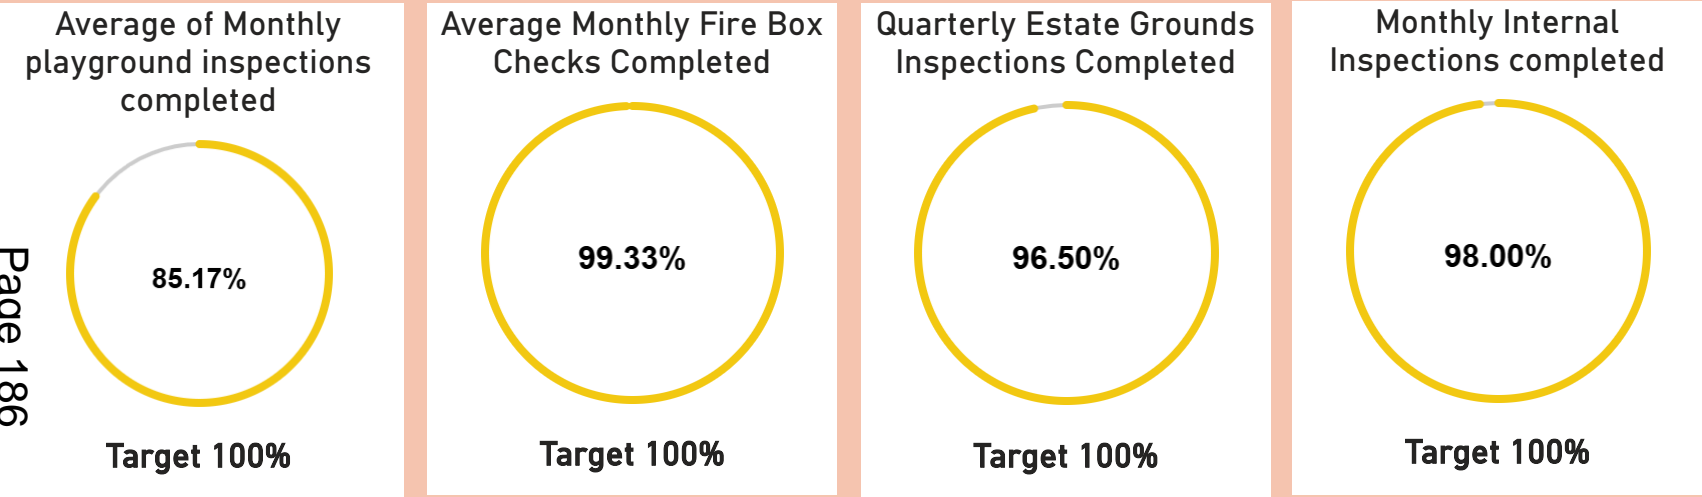 Average of Monthly
playground inspections
completed
85.17%
Target 100%
Average Monthly Fire Box
Checks Completed
99.33%
Target 100%
Quarterly Estate Grounds
Inspections Completed
96.50%
Target 100%
Monthly Internal
Inspections completed
98.00%
Target 100%
Page 186